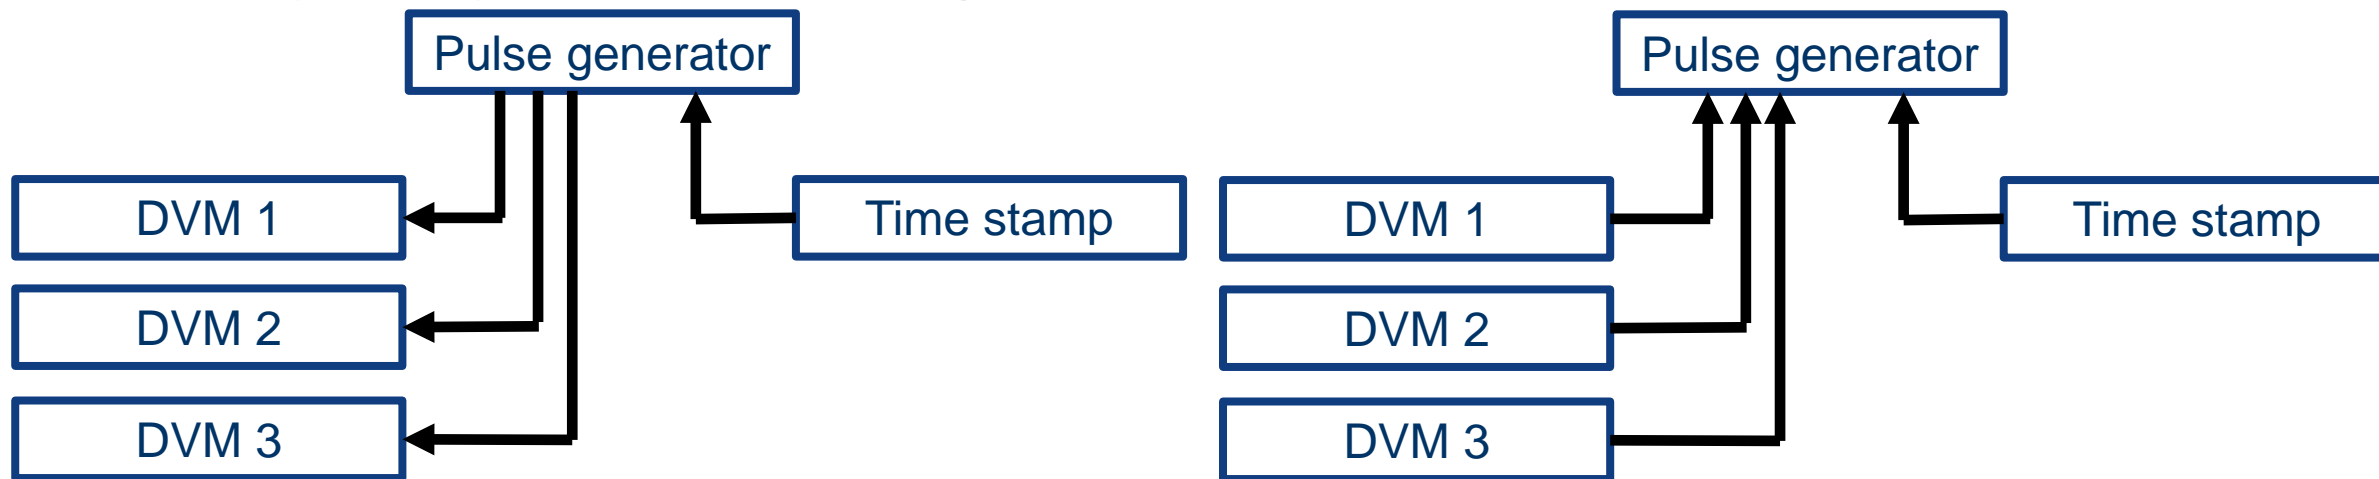 Pulse generator
DVM 1
Time stamp
DVM 2
DVM 3
Pulse generator
DVM 1
Time stamp
DVM 2
DVM 3